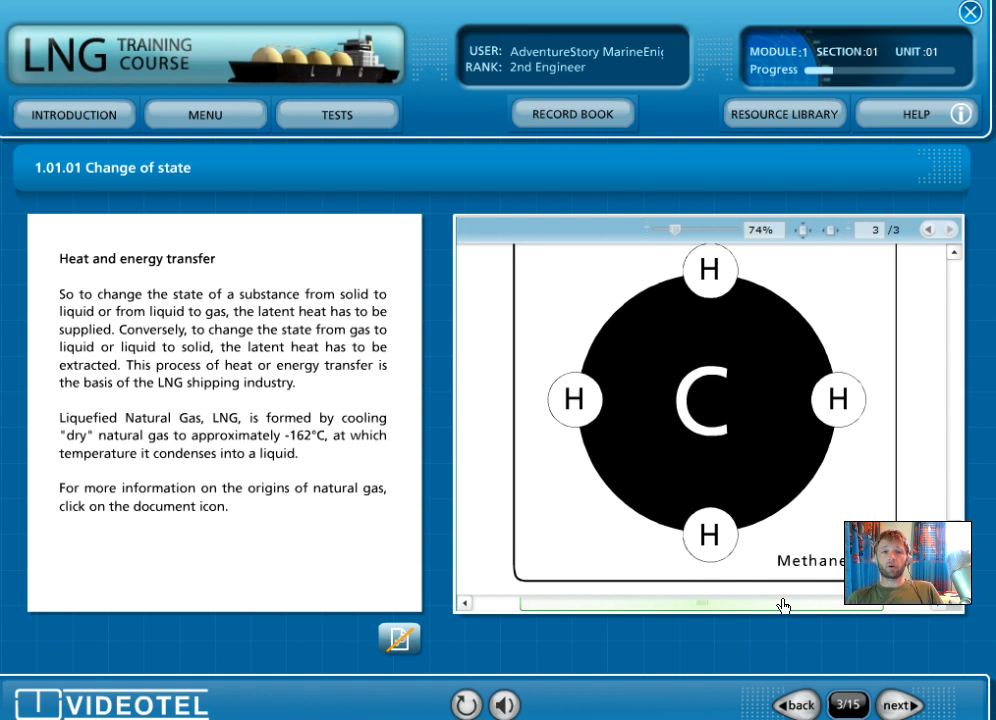 LNG TRAINING COURSE
L N G
USER: AdventureStory MarineEni
RANK: 2nd Engineer
MODULE:1 SECTION:01 UNIT:01
Progress
INTRODUCTION
MENU
TESTS
RECORD BOOK
RESOURCE LIBRARY
HELP
i
1.01.01 Change of state
Heat and energy transfer
So to change the state of a substance from solid to
liquid or from liquid to gas, the latent heat has to be
supplied. Conversely, to change the state from gas to
liquid or liquid to solid, the latent heat has to be
extracted. This process of heat or energy transfer is
the basis of the LNG shipping industry.
Liquefied Natural Gas, LNG, is formed by cooling
"dry" natural gas to approximately -162°C, at which
temperature it condenses into a liquid.
For more information on the origins of natural gas,
click on the document icon.
74%
3 /3
H
H
C
H
H
Methane
VIDEOTEL
back
3/15
next